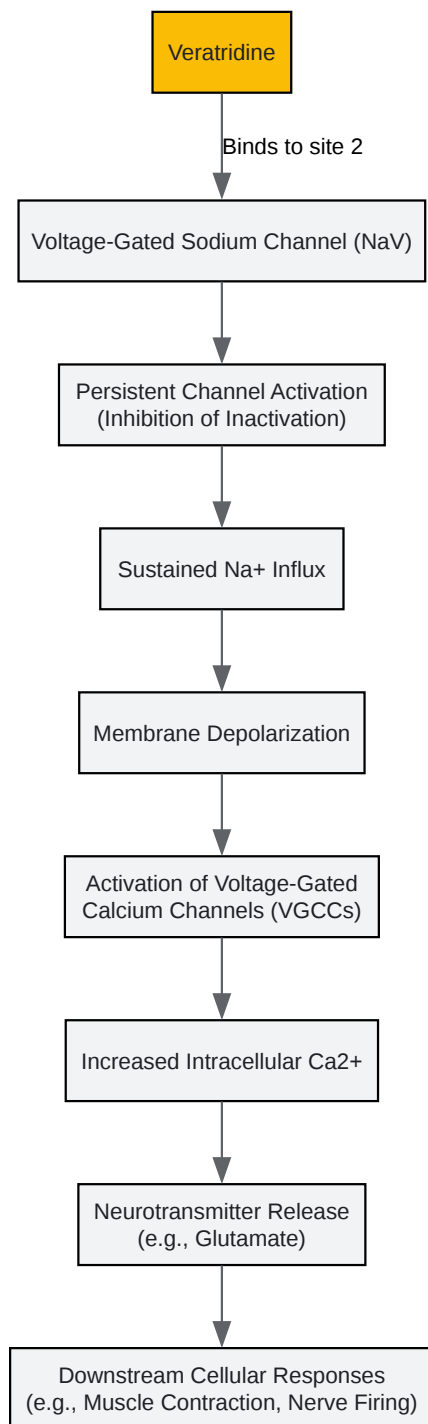 Veratridine
Binds to site 2
Voltage-Gated Sodium Channel (NaV)
Persistent Channel Activation
(Inhibition of Inactivation)
Sustained Na+ Influx
Membrane Depolarization
Activation of Voltage-Gated
Calcium Channels (VGCCs)
Increased Intracellular Ca2+
Neurotransmitter Release
(e.g., Glutamate)
Downstream Cellular Responses
(e.g., Muscle Contraction, Nerve Firing)